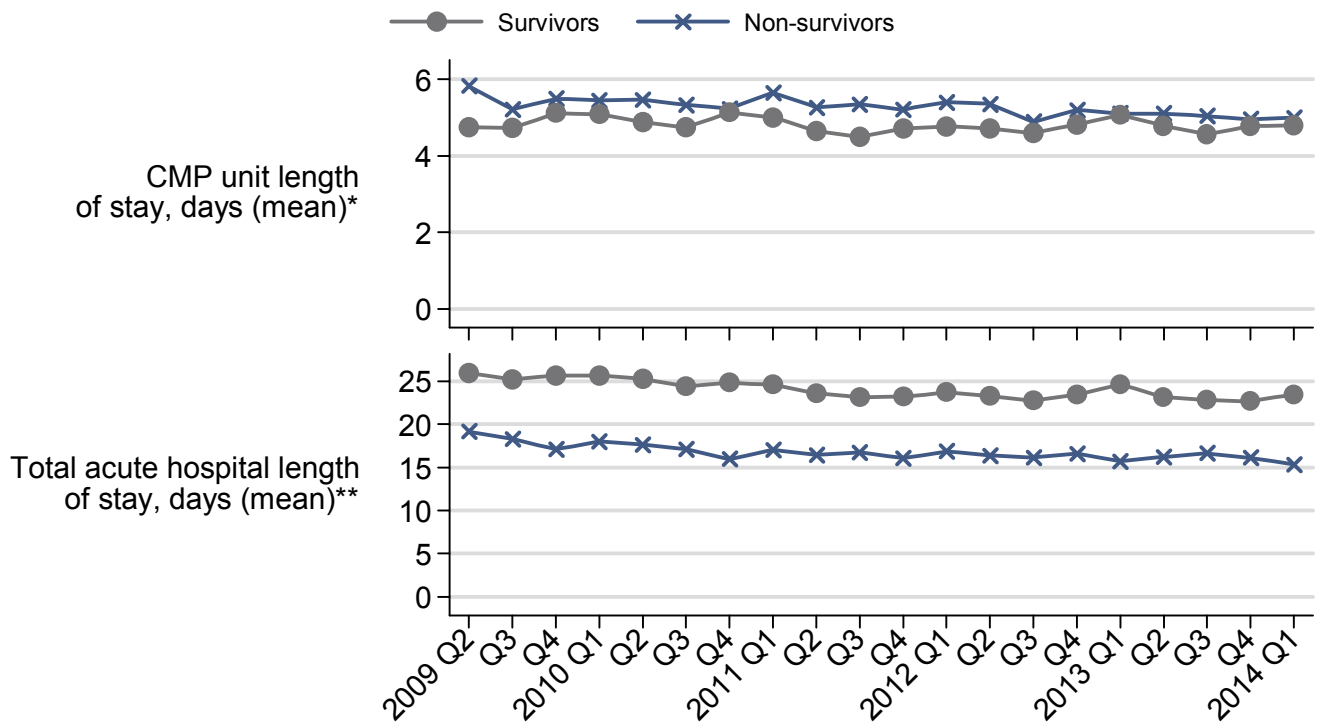 Survivors Non-survivors
6
4
2
0
CMP unit length
of stay, days (mean)*
25
20
15
10
5
0
Total acute hospital length
of stay, days (mean)**
2009 Q2 Q3 Q4 2010 Q1 Q2 Q3 Q4 2011 Q1 Q2 Q3 Q4 2012 Q1 Q2 Q3 Q4 2013 Q1 Q2 Q3 Q4 2014 Q1